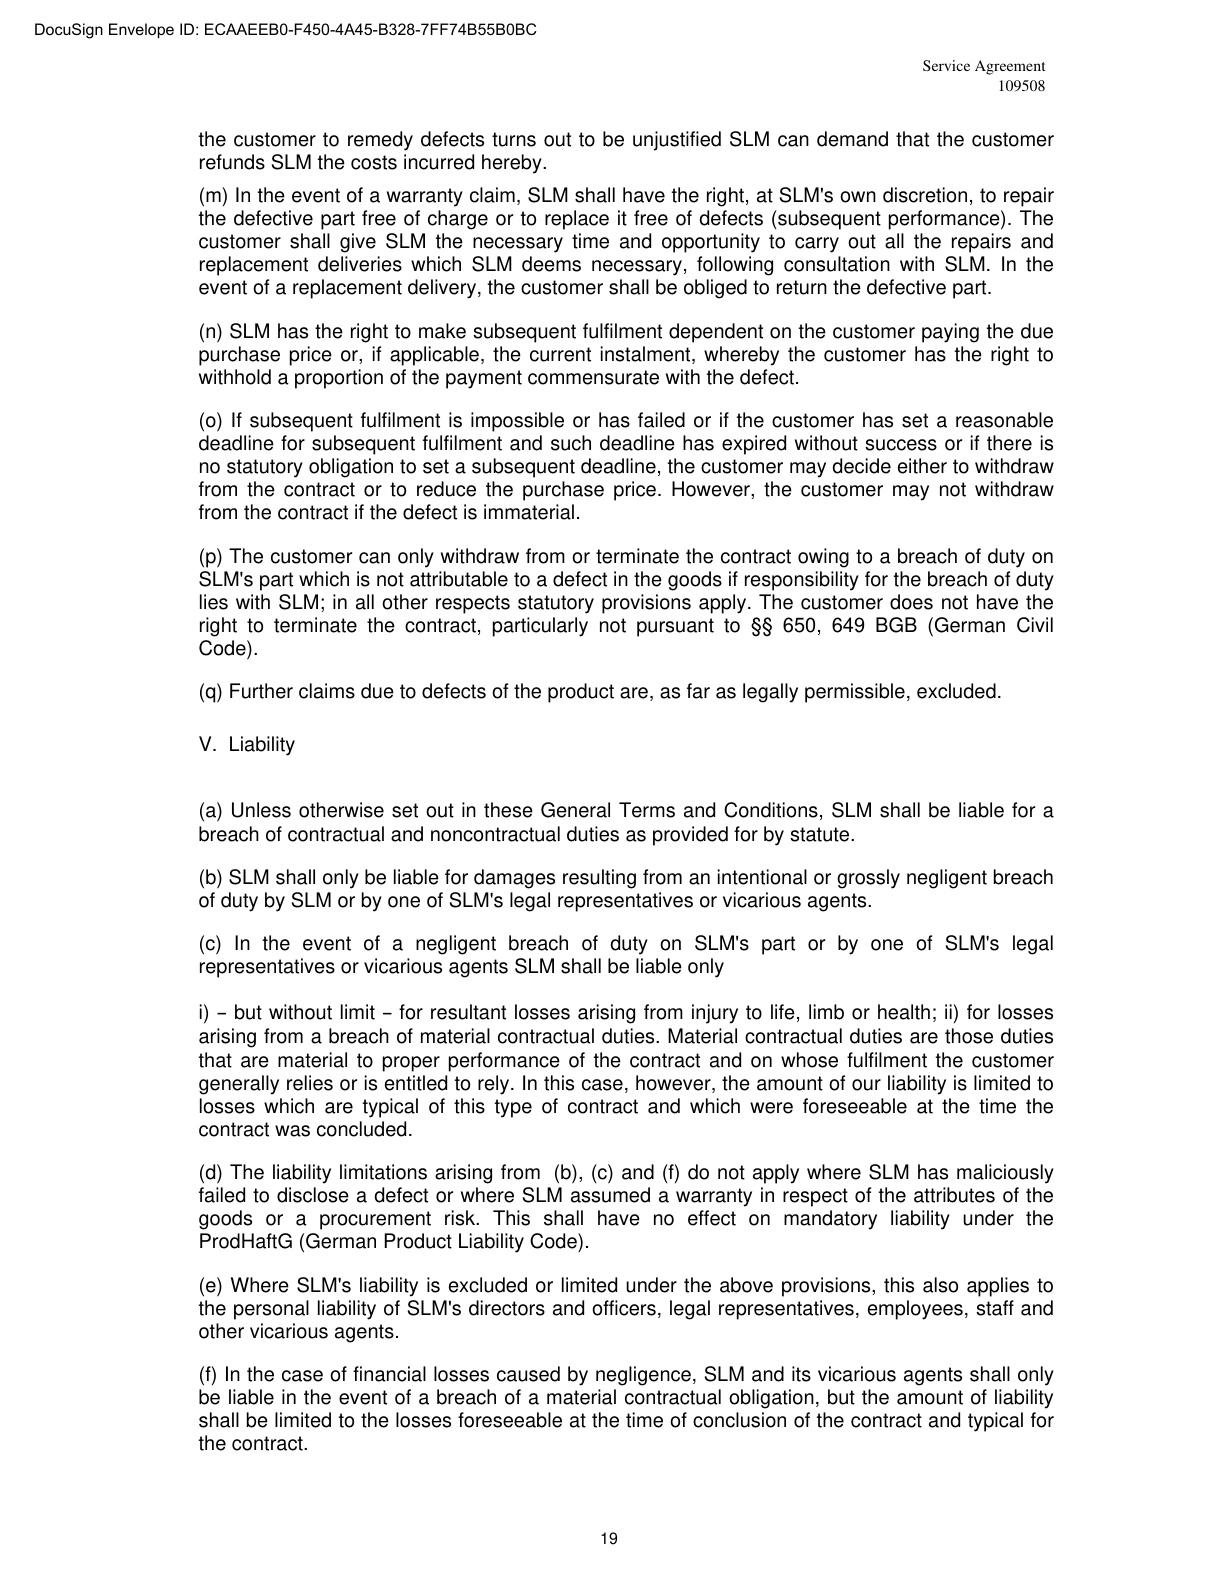 DocuSign Envelope ID: ECAAEEB0-F450-4A45-B328-7FF74B55B0BC
Service Agreement
109508
the customer to remedy defects turns out to be unjustified SLM can demand that the customer
refunds SLM the costs incurred hereby.
(m) In the event of a warranty claim, SLM shall have the right, at SLM's own discretion, to repair
the defective part free of charge or to replace it free of defects (subsequent performance). The
customer shall give SLM the necessary time and opportunity to carry out all the repairs and
replacement deliveries which SLM deems necessary, following consultation with SLM. In the
event of a replacement delivery, the customer shall be obliged to return the defective part.
(n) SLM has the right to make subsequent fulfilment dependent on the customer paying the due
purchase price or, if applicable, the current instalment, whereby the customer has the right to
withhold a proportion of the payment commensurate with the defect.
(o) If subsequent fulfilment is impossible or has failed or if the customer has set a reasonable
deadline for subsequent fulfilment and such deadline has expired without success or if there is
no statutory obligation to set a subsequent deadline, the customer may decide either to withdraw
from the contract or to reduce the purchase price. However, the customer may not withdraw
from the contract if the defect is immaterial.
(p) The customer can only withdraw from or terminate the contract owing to a breach of duty on
SLM's part which is not attributable to a defect in the goods if responsibility for the breach of duty
lies with SLM; in all other respects statutory provisions apply. The customer does not have the
right to terminate the contract, particularly not pursuant to §§ 650, 649 BGB (German Civil
Code).
(q) Further claims due to defects of the product are, as far as legally permissible, excluded.
V. Liability
(a) Unless otherwise set out in these General Terms and Conditions, SLM shall be liable for a
breach of contractual and noncontractual duties as provided for by statute.
(b) SLM shall only be liable for damages resulting from an intentional or grossly negligent breach
of duty by SLM or by one of SLM's legal representatives or vicarious agents.
(c) In the event of a negligent breach of duty on SLM's part or by one of SLM's legal
representatives or vicarious agents SLM shall be liable only
i) – but without limit – for resultant losses arising from injury to life, limb or health; ii) for losses
arising from a breach of material contractual duties. Material contractual duties are those duties
that are material to proper performance of the contract and on whose fulfilment the customer
generally relies or is entitled to rely. In this case, however, the amount of our liability is limited to
losses which are typical of this type of contract and which were foreseeable at the time the
contract was concluded.
(d) The liability limitations arising from (b), (c) and (f) do not apply where SLM has maliciously
failed to disclose a defect or where SLM assumed a warranty in respect of the attributes of the
goods or a procurement risk. This shall have no effect on mandatory liability under the
ProdHaftG (German Product Liability Code).
(e) Where SLM's liability is excluded or limited under the above provisions, this also applies to
the personal liability of SLM's directors and officers, legal representatives, employees, staff and
other vicarious agents.
(f) In the case of financial losses caused by negligence, SLM and its vicarious agents shall only
be liable in the event of a breach of a material contractual obligation, but the amount of liability
shall be limited to the losses foreseeable at the time of conclusion of the contract and typical for
the contract.
19